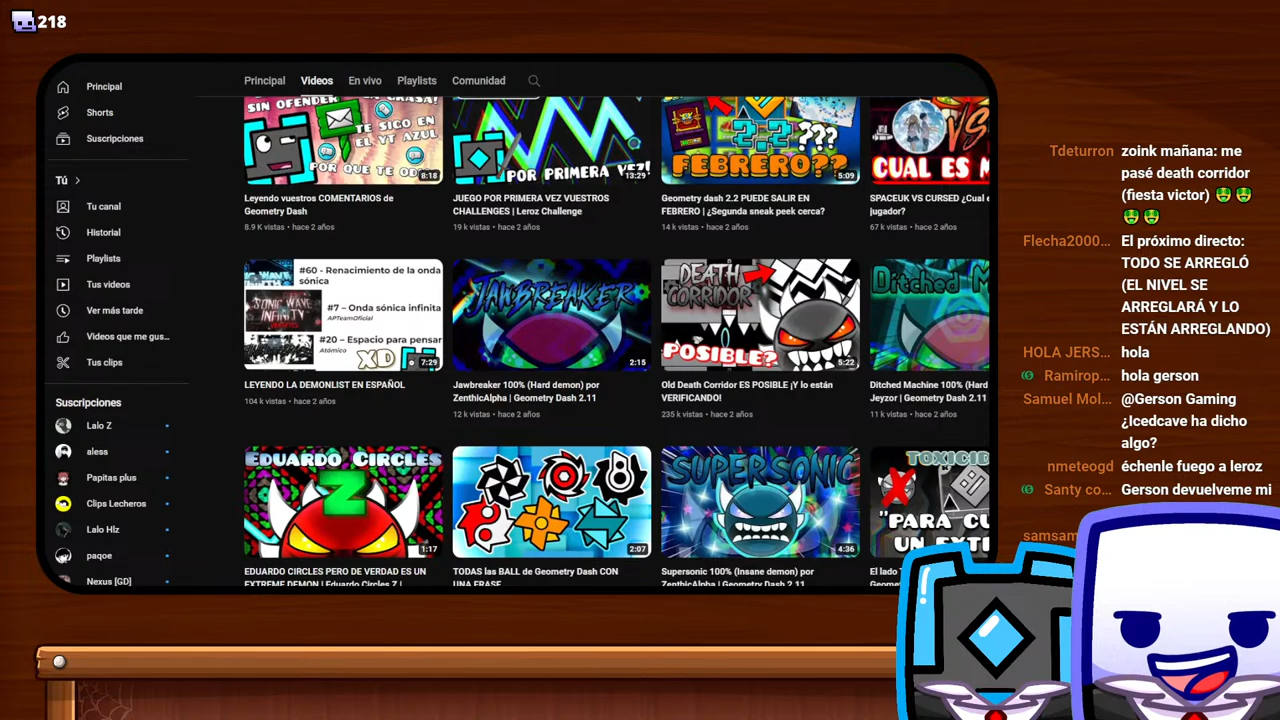 218
Principal
Shorts
Suscripciones
Tú
Tu canal
Historial
Playlists
Tus videos
Ver más tarde
Videos que me gus...
Tus clips
Suscripciones
Lalo Z
aless
Papitas plus
Clips Lecheros
Lalo Hlz
paqoe
Nexus [GD]
Principal Videos En vivo Playlists Comunidad
SIN OFENDER
TE SIGO EN
EL YT AZUL
POR QUE TE OD
8:18
Leyendo vuestros COMENTARIOS de
Geometry Dash
8.9 K vistas • hace 2 años
POR PRIMERA VEZ!
13:29
JUEGO POR PRIMERA VEZ VUESTROS
CHALLENGES | Leroz Challenge
19 k vistas • hace 2 años
2.2 ???
FEBRERO??
5:09
Geometry dash 2.2 PUEDE SALIR EN
FEBRERO | ¿Segunda sneak peek cerca?
14 k vistas • hace 2 años
VS
CUAL ES M
SPACEUK VS CURSED ¿Cual e
jugador?
67 k vistas • hace 2 años
#60 - Renacimiento de la onda
sónica
SONIC WAVE
INFINITY
#7 – Onda sónica infinita
APTeamOficial
#20 – Espacio para pensar
Atómico
XD
7:29
LEYENDO LA DEMONLIST EN ESPAÑOL
104 k vistas • hace 2 años
JAWBREAKER
2:15
Jawbreaker 100% (Hard demon) por
ZenthicAlpha | Geometry Dash 2.11
12 k vistas • hace 2 años
DEATH
CORRIDOR
POSIBLE?
5:22
Old Death Corridor ES POSIBLE ¡Y lo están
VERIFICANDO!
235 k vistas • hace 2 años
Ditched M
Ditched Machine 100% (Hard
Jeyzor) | Geometry Dash 2.11
11 k vistas • hace 2 años
EDUARDO CIRCLES
Z
1:17
EDUARDO CIRCLES PERO DE VERDAD ES UN
EXTREME DEMON | Eduardo Circles Z |
2:07
TODAS las BALL de Geometry Dash CON
UNA FRASE
SUPERSONIC
4:36
Supersonic 100% (Insane demon) por
ZenthicAlpha | Geometry Dash 2.11
TOXICID
"PARA CU
UN EXT
El lado
Geome
Tdeturron zoink mañana: me
pasé death corridor
(fiesta victor) 🤑 🤑
🤑 🤑
Flecha2000... El próximo directo:
TODO SE ARREGLÓ
(EL NIVEL SE
ARREGLARÁ Y LO
ESTÁN ARREGLANDO)
HOLA JERS... hola
Ramirop... hola gerson
Samuel Mol... @Gerson Gaming
¿Icedcave ha dicho
algo?
nmeteogd échenle fuego a leroz
Santy co... Gerson devuelveme mi
samsam